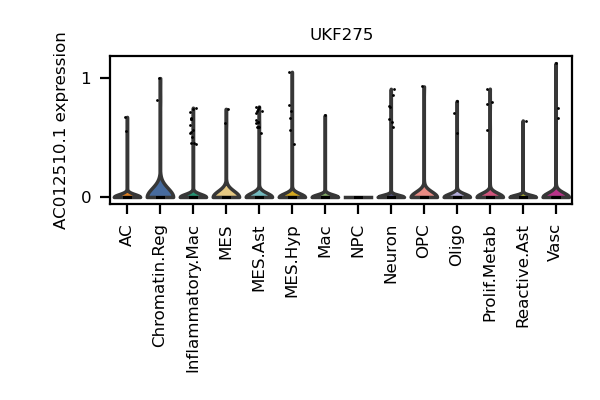 UKF275
AC012510.1 expression
1
0
AC
Chromatin.Reg
Inflammatory.Mac
MES
MES.Ast
MES.Hyp
Mac
NPC
Neuron
OPC
Oligo
Prolif.Metab
Reactive.Ast
Vasc